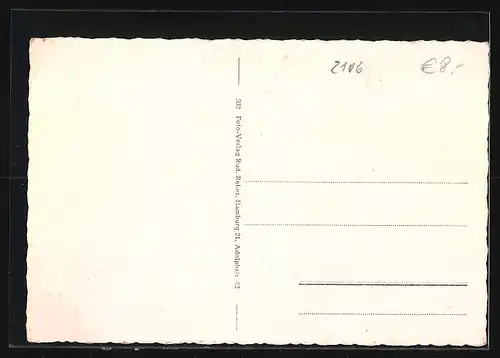 2106 €8,-
592 Foto-Verlag Rud. Reher, Hamburg 21, Adolphstr. 62